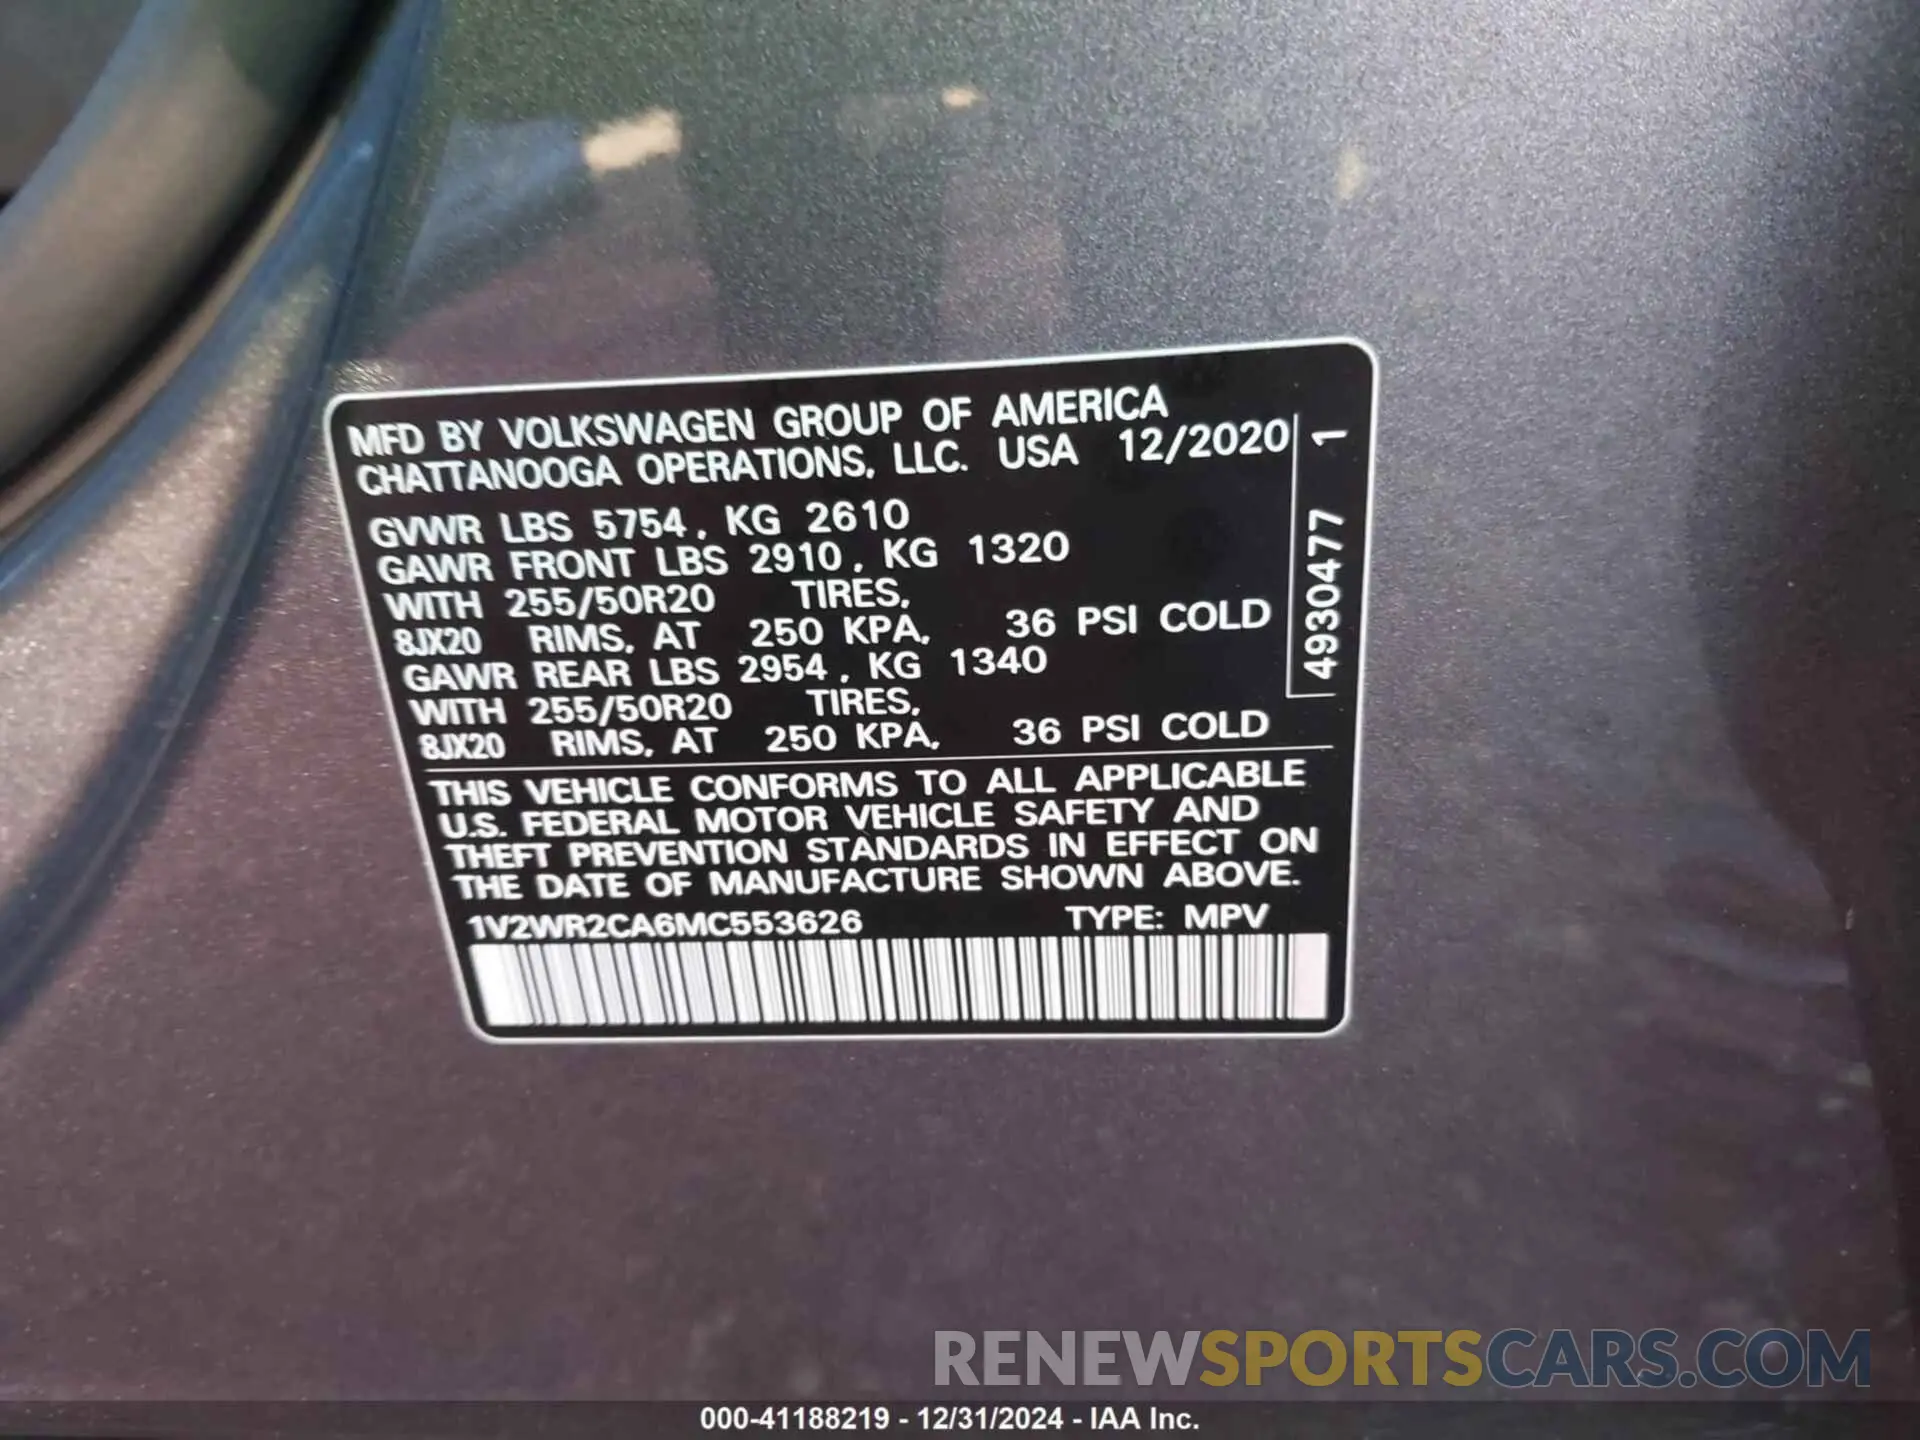 MFD BY VOLKSWAGEN GROUP OF AMERICA
CHATTANOOGA OPERATIONS, LLC. USA 12/2020
GVWR LBS 5754, KG 2610
GAWR FRONT LBS 2910, KG 1320
WITH 255/50R20 TIRES,
8JX20 RIMS, AT 250 KPA, 36 PSI COLD
GAWR REAR LBS 2954, KG 1340
WITH 255/50R20 TIRES,
8JX20 RIMS, AT 250 KPA, 36 PSI COLD
4930477 1
THIS VEHICLE CONFORMS TO ALL APPLICABLE
U.S. FEDERAL MOTOR VEHICLE SAFETY AND
THEFT PREVENTION STANDARDS IN EFFECT ON
THE DATE OF MANUFACTURE SHOWN ABOVE.
1V2WR2CA6MC553626 TYPE: MPV
RENEWSPORTSCARS.COM
000-41188219 - 12/31/2024 - IAA Inc.